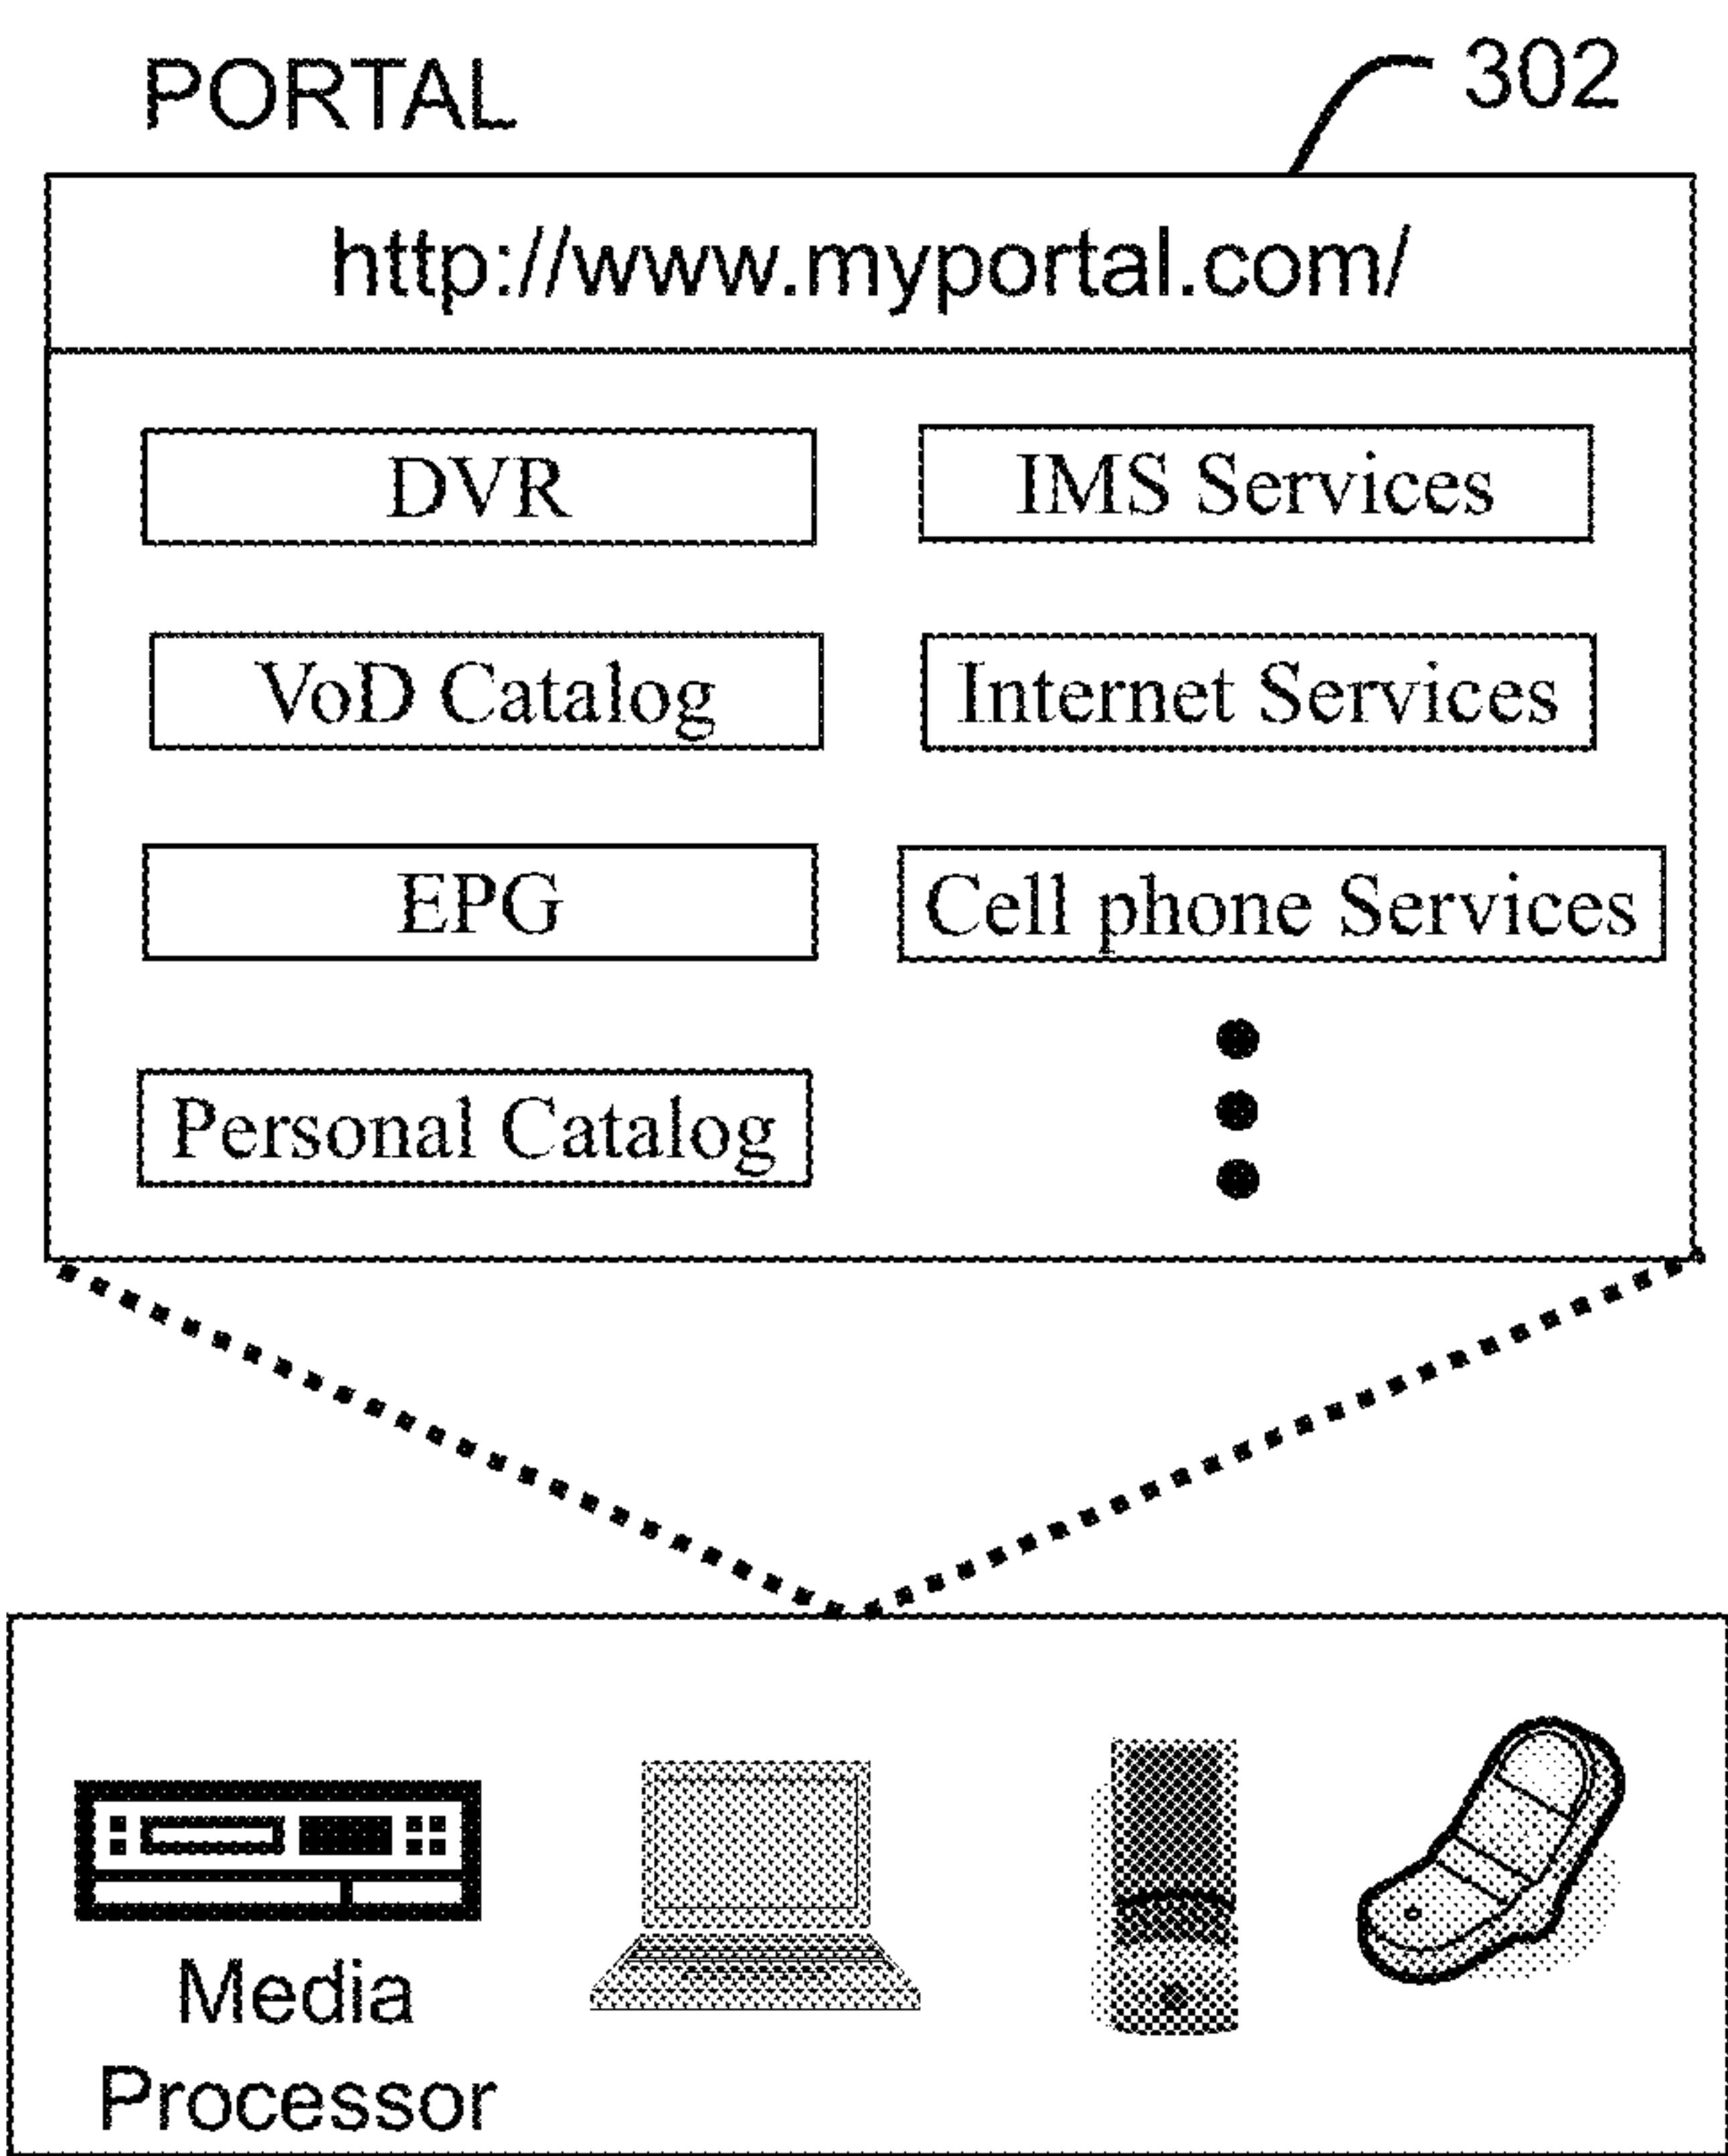 PORTAL
302
http://www.myportal.com/
DVR
IMS Services
VoD Catalog
Internet Services
EPG
Cell phone Services
Personal Catalog
Media
Processor